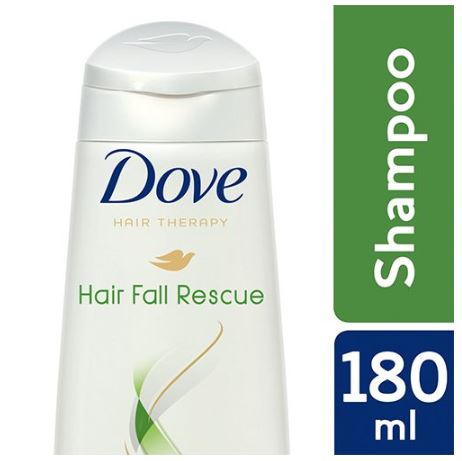 Dove
HAIR THERAPY
Hair Fall Rescue
Shampoo
180
ml